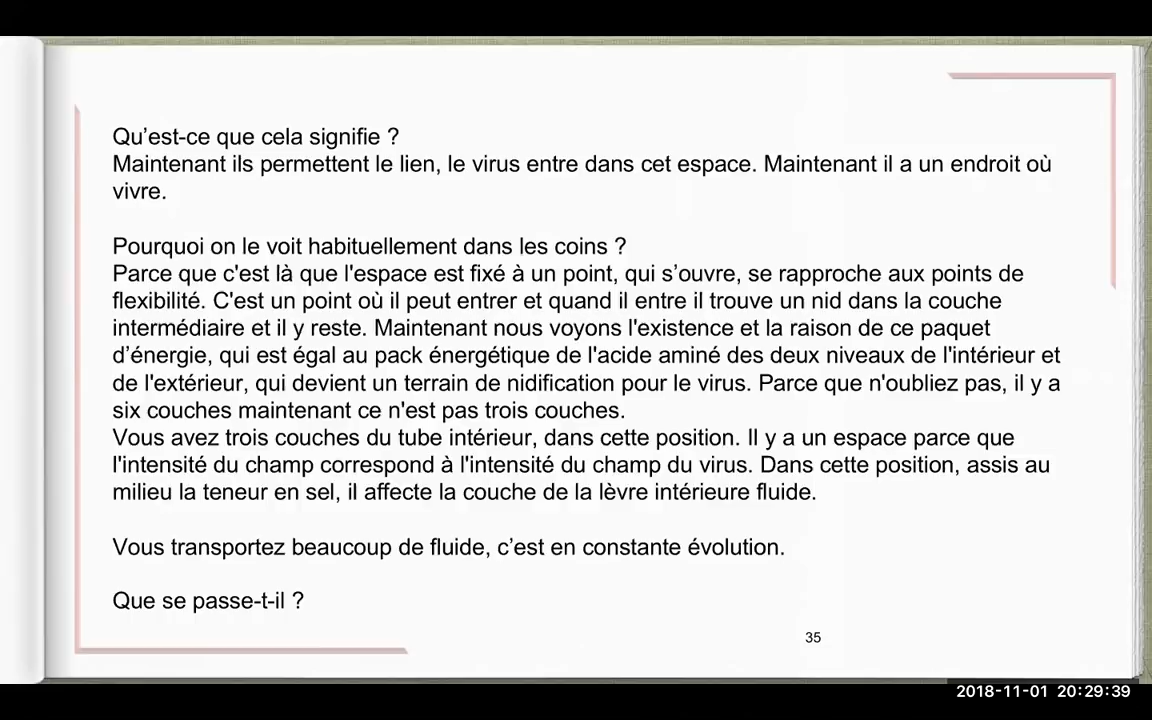 Qu’est-ce que cela signifie ?
Maintenant ils permettent le lien, le virus entre dans cet espace. Maintenant il a un endroit où
vivre.
Pourquoi on le voit habituellement dans les coins ?
Parce que c'est là que l'espace est fixé à un point, qui s’ouvre, se rapproche aux points de
flexibilité. C'est un point où il peut entrer et quand il entre il trouve un nid dans la couche
intermédiaire et il y reste. Maintenant nous voyons l'existence et la raison de ce paquet
d’énergie, qui est égal au pack énergétique de l'acide aminé des deux niveaux de l'intérieur et
de l'extérieur, qui devient un terrain de nidification pour le virus. Parce que n'oubliez pas, il y a
six couches maintenant ce n'est pas trois couches.
Vous avez trois couches du tube intérieur, dans cette position. Il y a un espace parce que
l'intensité du champ correspond à l'intensité du champ du virus. Dans cette position, assis au
milieu la teneur en sel, il affecte la couche de la lèvre intérieure fluide.
Vous transportez beaucoup de fluide, c’est en constante évolution.
Que se passe-t-il ?
35
2018-11-01 20:29:39